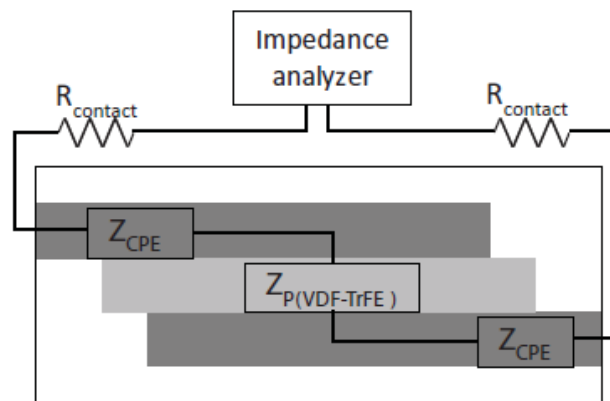 Impedance
analyzer
R_contact
R_contact
Z_CPE
Z_P(VDF-TrFE )
Z_CPE